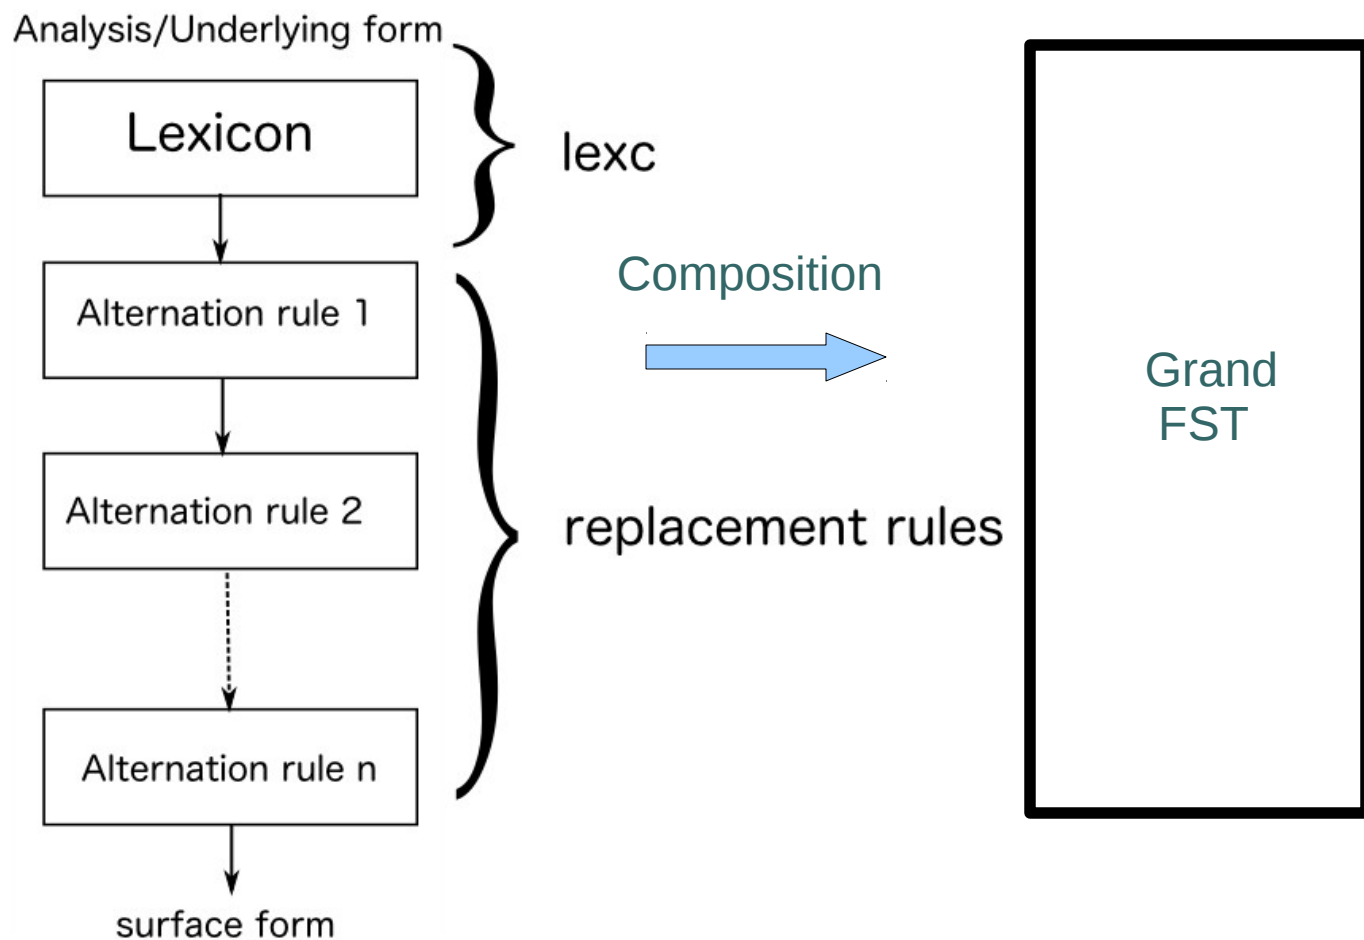 Analysis/Underlying form
Lexicon
lexc
Alternation rule 1
Alternation rule 2
Alternation rule n
replacement rules
surface form
Composition
Grand
FST